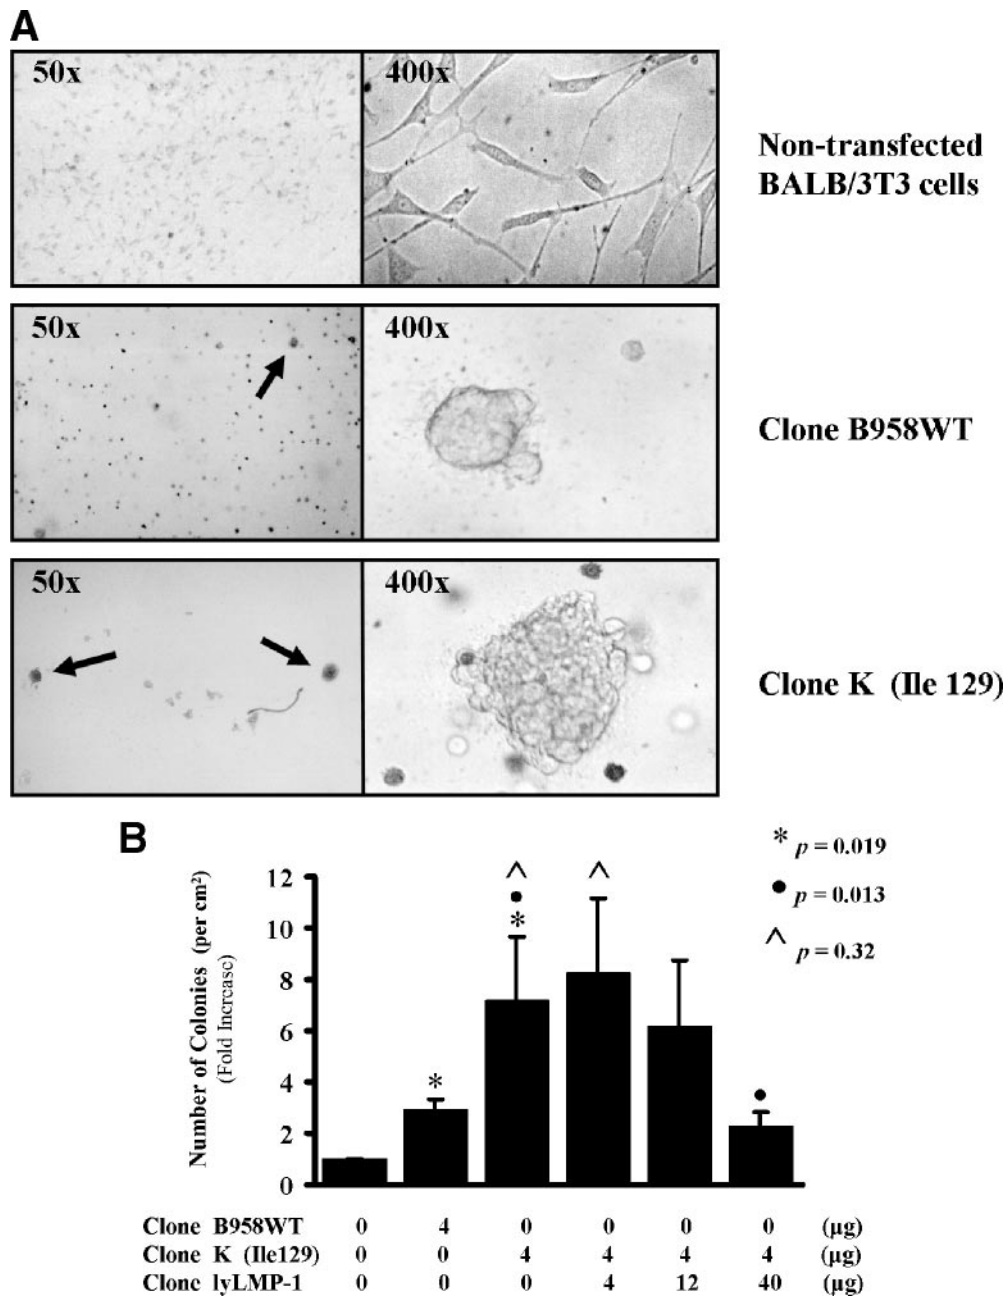 A
50x 400x
Non-transfected
BALB/3T3 cells
50x 400x
Clone B958WT
50x 400x
Clone K (Ile 129)
B
* p = 0.019
● p = 0.013
^ p = 0.32
Number of Colonies (per cm²)
(Fold Increase)
12
10
8
6
4
2
0
*
^
●
*
^
●
Clone B958WT 0 4 0 0 0 0 (µg)
Clone K (Ile129) 0 0 4 4 4 4 (µg)
Clone lyLMP-1 0 0 0 4 12 40 (µg)